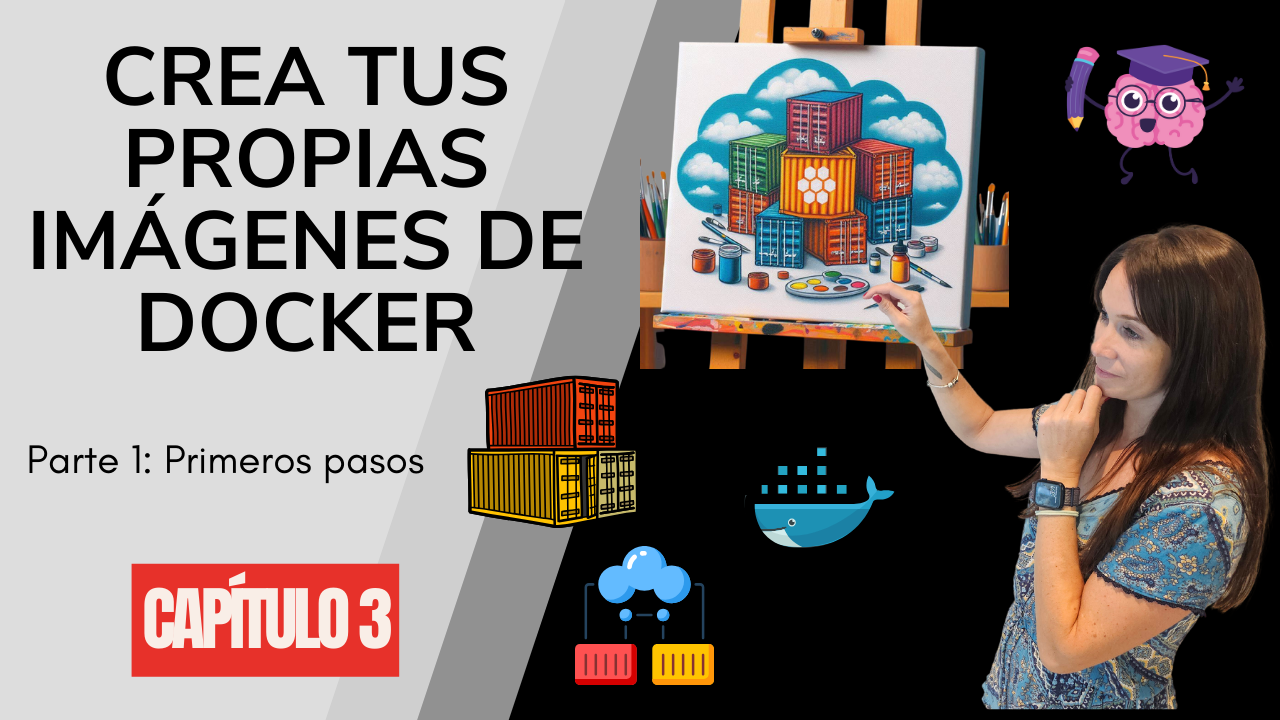 CREA TUS
PROPIAS
IMÁGENES DE
DOCKER
Parte 1: Primeros pasos
CAPÍTULO 3